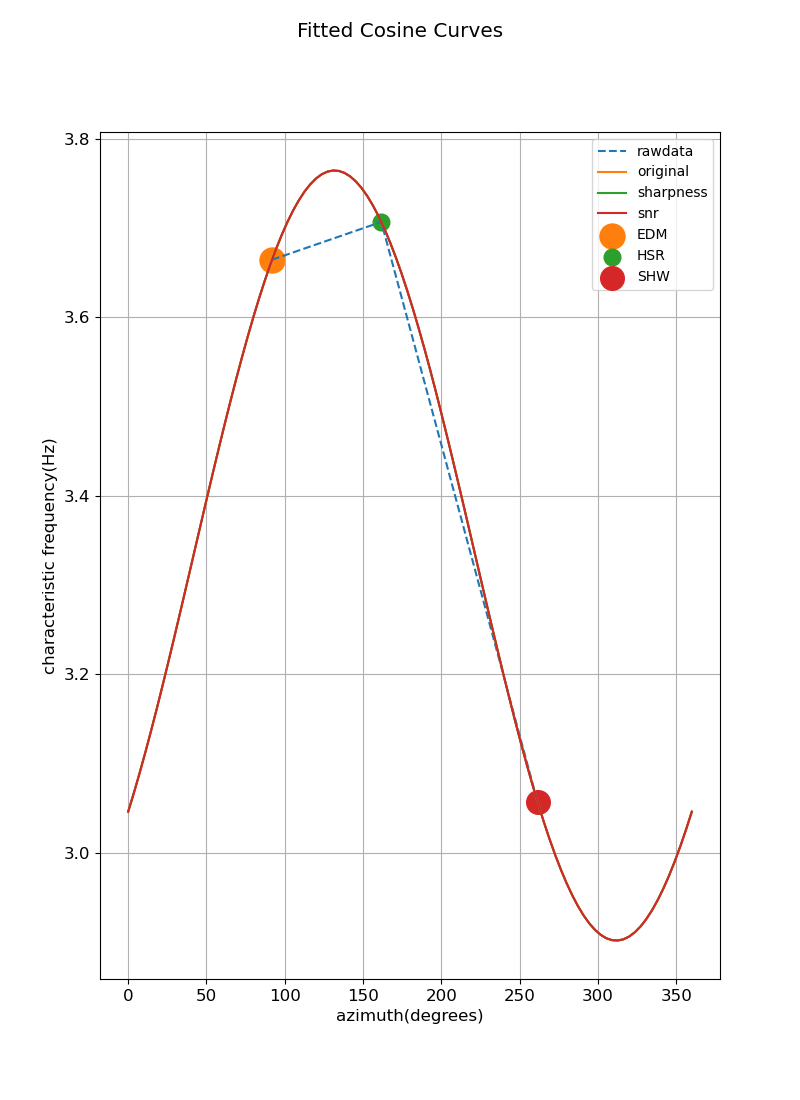 Fitted Cosine Curves
3.8
3.6
3.4
3.2
3.0
characteristic frequency(Hz)
rawdata
original
sharpness
snr
EDM
HSR
SHW
0 50 100 150 200 250 300 350
azimuth(degrees)